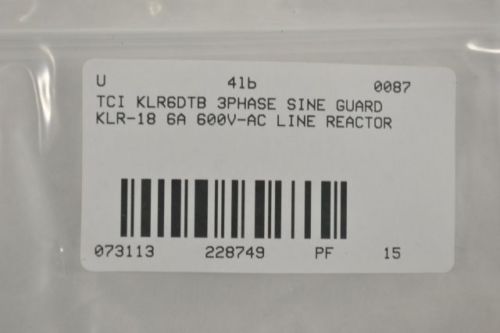 U 4lb 0087
TCI KLR6DTB 3PHASE SINE GUARD
KLR-18 6A 600V-AC LINE REACTOR
073113 228749 PF 15